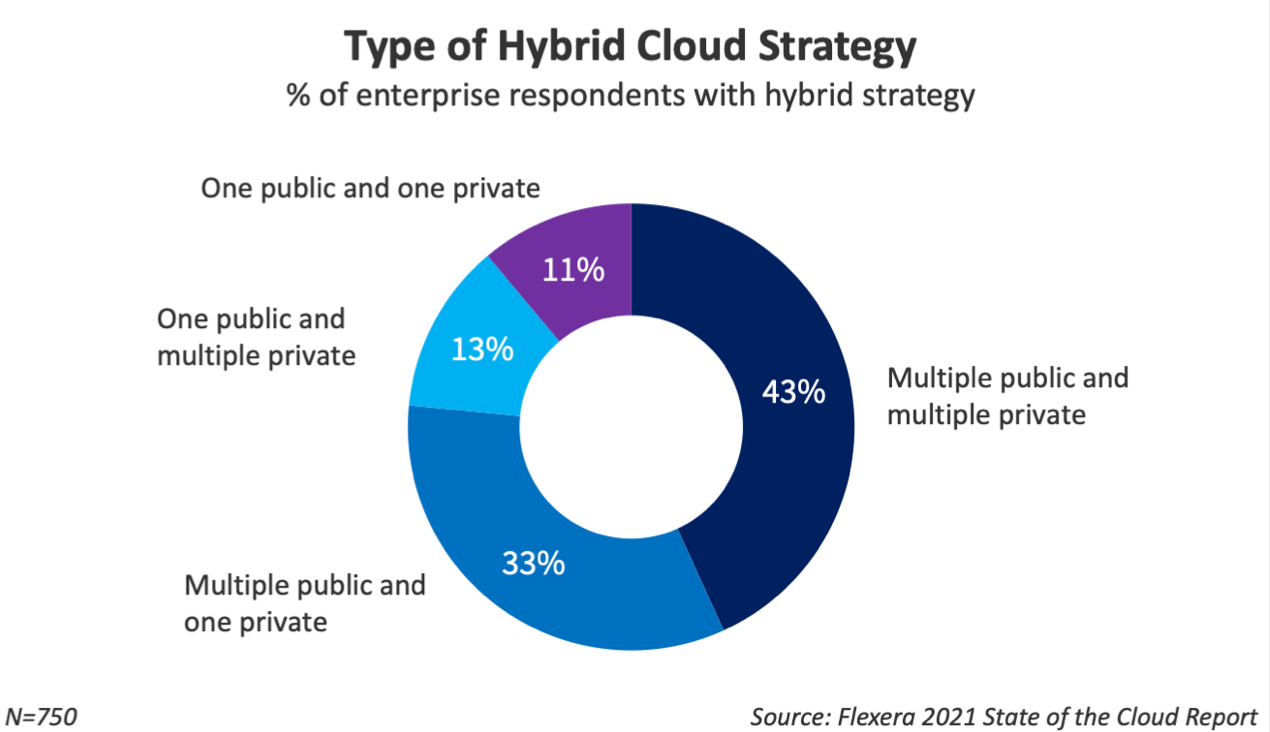 Type of Hybrid Cloud Strategy
% of enterprise respondents with hybrid strategy
One public and one private
11%
One public and
multiple private
13%
43%
Multiple public and
multiple private
33%
Multiple public and
one private
N=750
Source: Flexera 2021 State of the Cloud Report